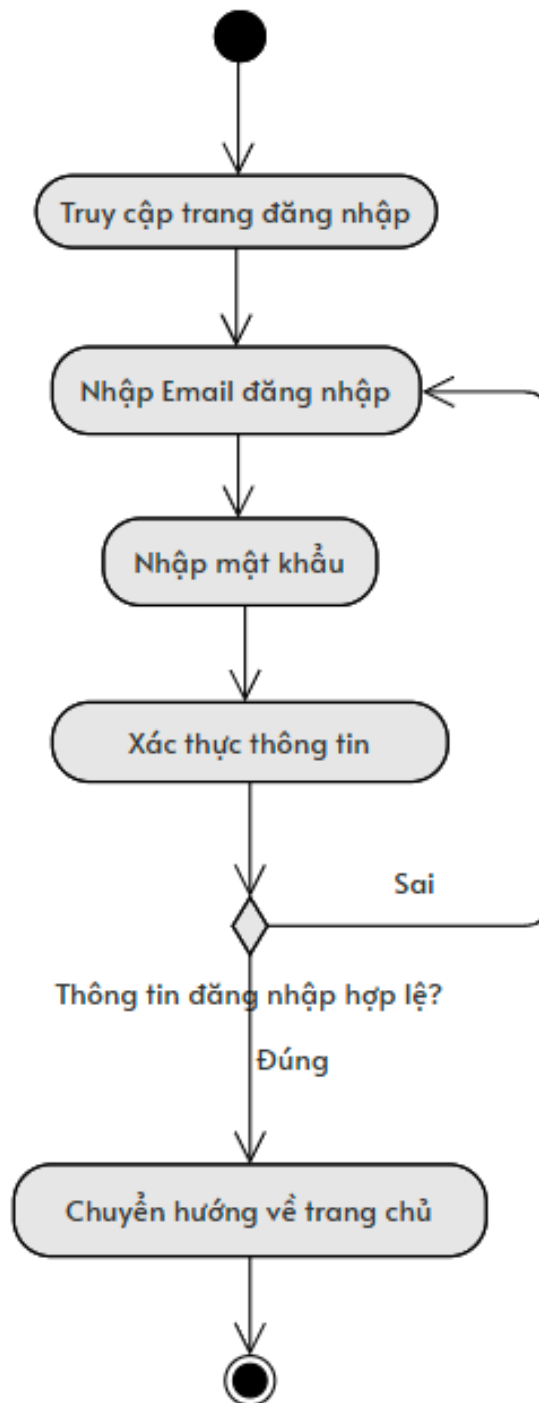 Truy cập trang đăng nhập
Nhập Email đăng nhập
Nhập mật khẩu
Xác thực thông tin
Sai
Thông tin đăng nhập hợp lệ?
Đúng
Chuyển hướng về trang chủ